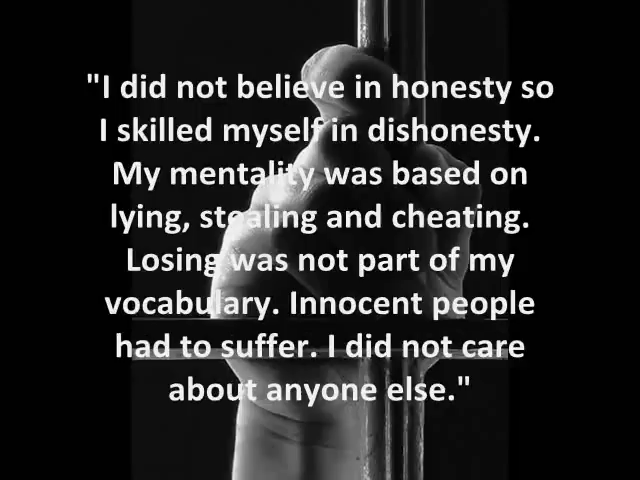 "I did not believe in honesty so
I skilled myself in dishonesty.
My mentality was based on
lying, stealing and cheating.
Losing was not part of my
vocabulary. Innocent people
had to suffer. I did not care
about anyone else."